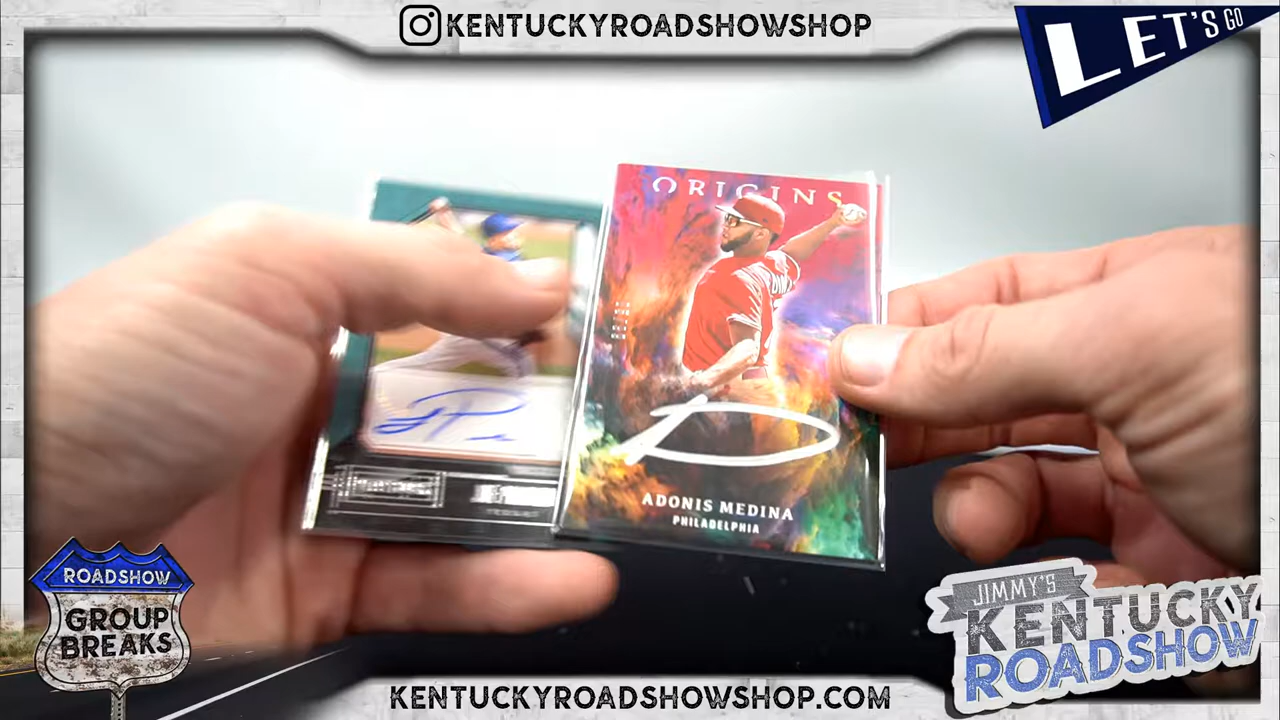 KENTUCKYROADSHOWSHOP
LET'S GO
ORIGINS
ADONIS MEDINA
PHILADELPHIA
ROADSHOW
GROUP
BREAKS
JIMMY'S
KENTUCKY
ROADSHOW
KENTUCKYROADSHOWSHOP.COM